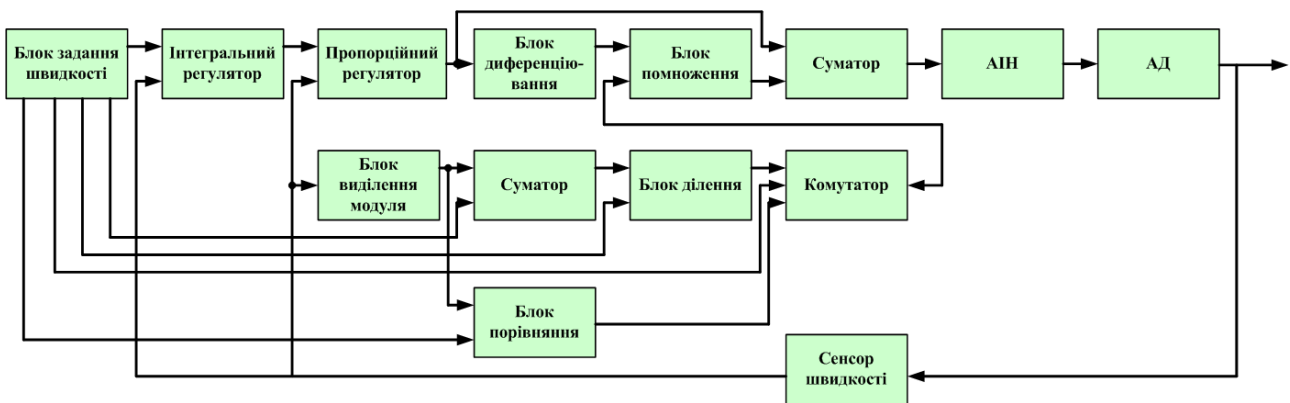 Блок задання
швидкості
Інтегральний
регулятор
Пропорційний
регулятор
Блок
диференцію-
вання
Блок
помноження
Суматор
АІН
АД
Блок
виділення
модуля
Суматор
Блок ділення
Комутатор
Блок
порівняння
Сенсор
швидкості